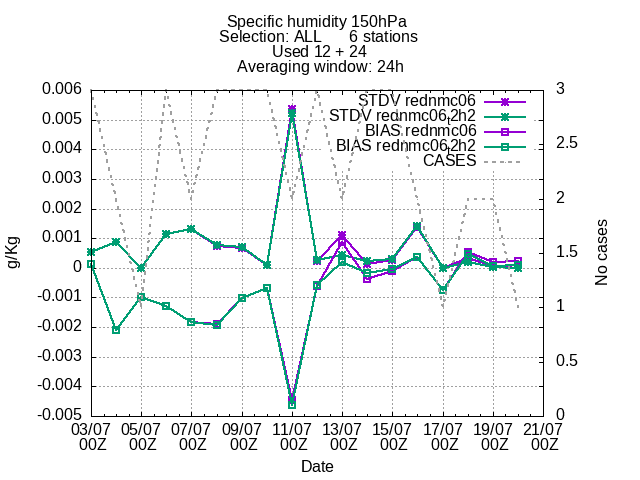 Specific humidity 150hPa
Selection: ALL      6 stations
Used 12 + 24
Averaging window: 24h
0.006
0.005
0.004
0.003
0.002
0.001
0
-0.001
-0.002
-0.003
-0.004
-0.005
g/Kg
3
2.5
2
1.5
1
0.5
0
No cases
STDV rednmc06
STDV rednmc06,2h2
BIAS rednmc06
BIAS rednmc06,2h2
CASES
03/07 05/07 07/07 09/07 11/07 13/07 15/07 17/07 19/07 21/07
00Z 00Z 00Z 00Z 00Z 00Z 00Z 00Z 00Z 00Z
Date